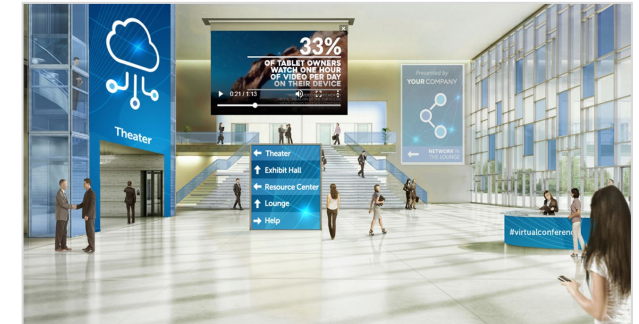 Theater
33%
OF TABLET OWNERS
WATCH ONE HOUR
OF VIDEO PER DAY
ON THEIR DEVICE
0:21 / 1:13
Presented by
YOUR COMPANY
← NETWORK IN
THE LOUNGE
← Theater
↑ Exhibit Hall
← Resource Center
↑ Lounge
→ Help
#virtualconferen